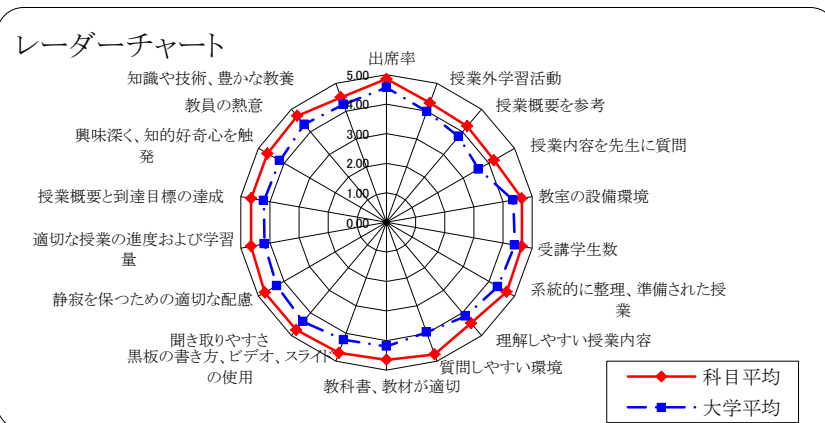 レーダーチャート
出席率
授業外学習活動
授業概要を参考
授業内容を先生に質問
教室の設備環境
受講学生数
系統的に整理、準備された授
業
理解しやすい授業内容
質問しやすい環境
教科書、教材が適切
黒板の書き方、ビデオ、スライド
の使用
聞き取りやすさ
静寂を保つための適切な配慮
適切な授業の進度および学習
量
授業概要と到達目標の達成
興味深く、知的好奇心を触
発
教員の熱意
知識や技術、豊かな教養
5.00
4.00
3.00
2.00
1.00
0.00
科目平均
大学平均